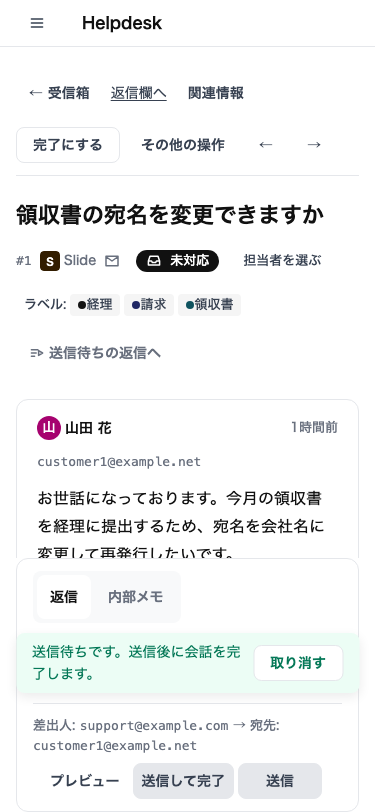 Helpdesk
← 受信箱 返信欄へ 関連情報
完了にする その他の操作 ← →
領収書の宛名を変更できますか
#1 S Slide 未対応 担当者を選ぶ
ラベル: 経理 請求 領収書
送信待ちの返信へ
山 山田 花 1時間前
customer1@example.net
お世話になっております。今月の領収書
を経理に提出するため、宛名を会社名に
変更して再発行したいです。
返信 内部メモ
送信待ちです。送信後に会話を完
了します。
取り消す
差出人: support@example.com → 宛先:
customer1@example.net
プレビュー 送信して完了 送信